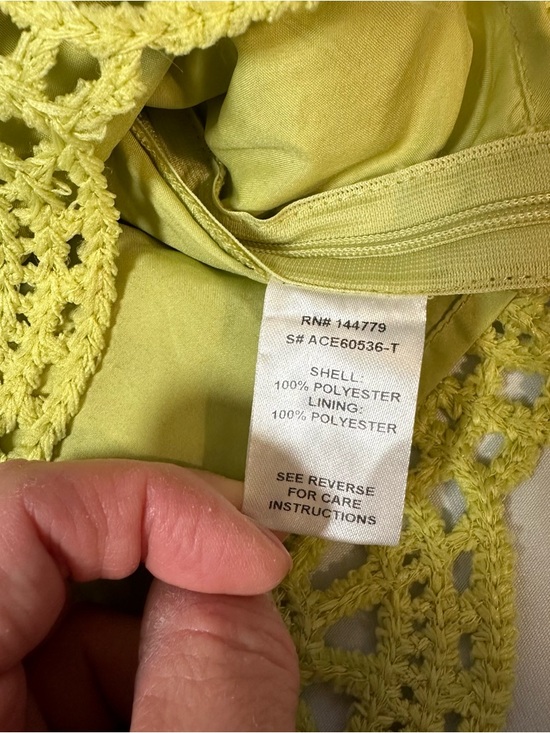 RN# 144779
S# ACE60536-T
SHELL:
100% POLYESTER
LINING:
100% POLYESTER
SEE REVERSE
FOR CARE
INSTRUCTIONS